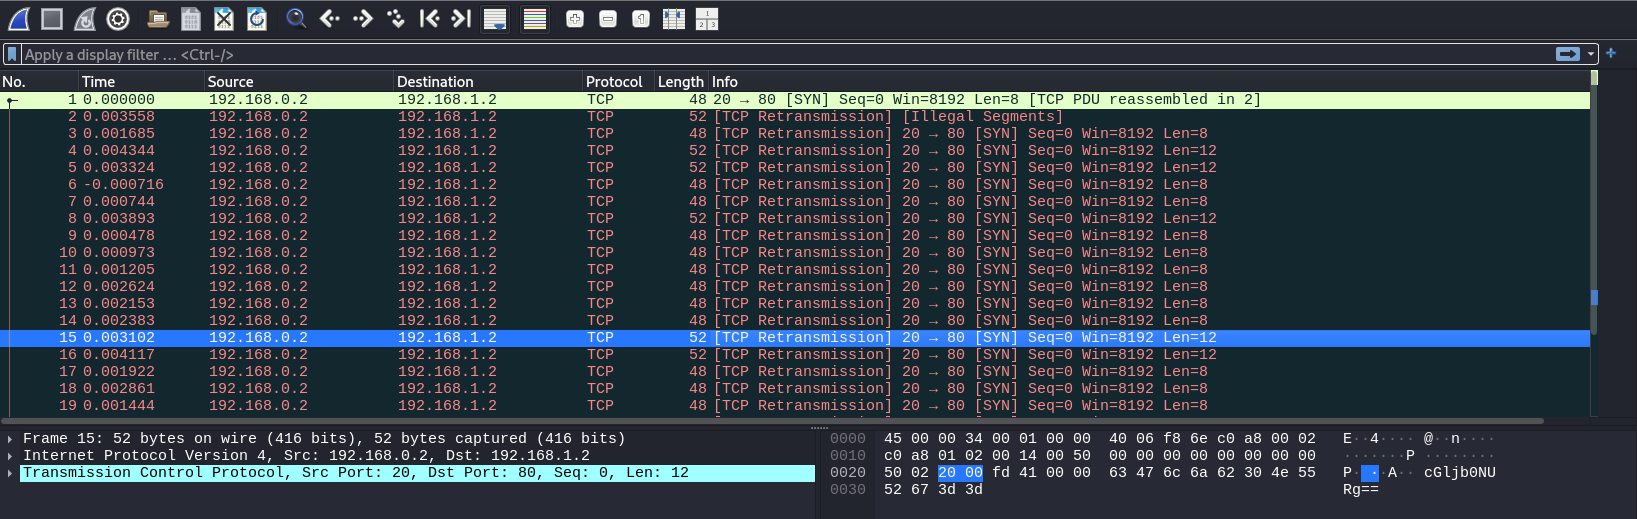 Apply a display filter … <Ctrl-/>
No. Time Source Destination Protocol Length Info
1 0.000000 192.168.0.2 192.168.1.2 TCP 48 20 → 80 [SYN] Seq=0 Win=8192 Len=8 [TCP PDU reassembled in 2]
2 0.003558 192.168.0.2 192.168.1.2 TCP 52 [TCP Retransmission] [Illegal Segments]
3 0.001685 192.168.0.2 192.168.1.2 TCP 48 [TCP Retransmission] 20 → 80 [SYN] Seq=0 Win=8192 Len=8
4 0.004344 192.168.0.2 192.168.1.2 TCP 52 [TCP Retransmission] 20 → 80 [SYN] Seq=0 Win=8192 Len=12
5 0.003324 192.168.0.2 192.168.1.2 TCP 52 [TCP Retransmission] 20 → 80 [SYN] Seq=0 Win=8192 Len=12
6 -0.000716 192.168.0.2 192.168.1.2 TCP 48 [TCP Retransmission] 20 → 80 [SYN] Seq=0 Win=8192 Len=8
7 0.000744 192.168.0.2 192.168.1.2 TCP 48 [TCP Retransmission] 20 → 80 [SYN] Seq=0 Win=8192 Len=8
8 0.003893 192.168.0.2 192.168.1.2 TCP 52 [TCP Retransmission] 20 → 80 [SYN] Seq=0 Win=8192 Len=12
9 0.000478 192.168.0.2 192.168.1.2 TCP 48 [TCP Retransmission] 20 → 80 [SYN] Seq=0 Win=8192 Len=8
10 0.000973 192.168.0.2 192.168.1.2 TCP 48 [TCP Retransmission] 20 → 80 [SYN] Seq=0 Win=8192 Len=8
11 0.001205 192.168.0.2 192.168.1.2 TCP 48 [TCP Retransmission] 20 → 80 [SYN] Seq=0 Win=8192 Len=8
12 0.002624 192.168.0.2 192.168.1.2 TCP 48 [TCP Retransmission] 20 → 80 [SYN] Seq=0 Win=8192 Len=8
13 0.002153 192.168.0.2 192.168.1.2 TCP 48 [TCP Retransmission] 20 → 80 [SYN] Seq=0 Win=8192 Len=8
14 0.002383 192.168.0.2 192.168.1.2 TCP 48 [TCP Retransmission] 20 → 80 [SYN] Seq=0 Win=8192 Len=8
15 0.003102 192.168.0.2 192.168.1.2 TCP 52 [TCP Retransmission] 20 → 80 [SYN] Seq=0 Win=8192 Len=12
16 0.004117 192.168.0.2 192.168.1.2 TCP 52 [TCP Retransmission] 20 → 80 [SYN] Seq=0 Win=8192 Len=12
17 0.001922 192.168.0.2 192.168.1.2 TCP 48 [TCP Retransmission] 20 → 80 [SYN] Seq=0 Win=8192 Len=8
18 0.002861 192.168.0.2 192.168.1.2 TCP 48 [TCP Retransmission] 20 → 80 [SYN] Seq=0 Win=8192 Len=8
19 0.001444 192.168.0.2 192.168.1.2 TCP 48 [TCP Retransmission] 20 → 80 [SYN] Seq=0 Win=8192 Len=8
Frame 15: 52 bytes on wire (416 bits), 52 bytes captured (416 bits)
Internet Protocol Version 4, Src: 192.168.0.2, Dst: 192.168.1.2
Transmission Control Protocol, Src Port: 20, Dst Port: 80, Seq: 0, Len: 12
0000 45 00 00 34 00 01 00 00 40 06 f8 6e c0 a8 00 02 E··4···· @··n····
0010 c0 a8 01 02 00 14 00 50 00 00 00 00 00 00 00 00 ·······P ········
0020 50 02 20 00 fd 41 00 00 63 47 6c 6a 62 30 4e 55 P· ··A·· cGljb0NU
0030 52 67 3d 3d Rg==